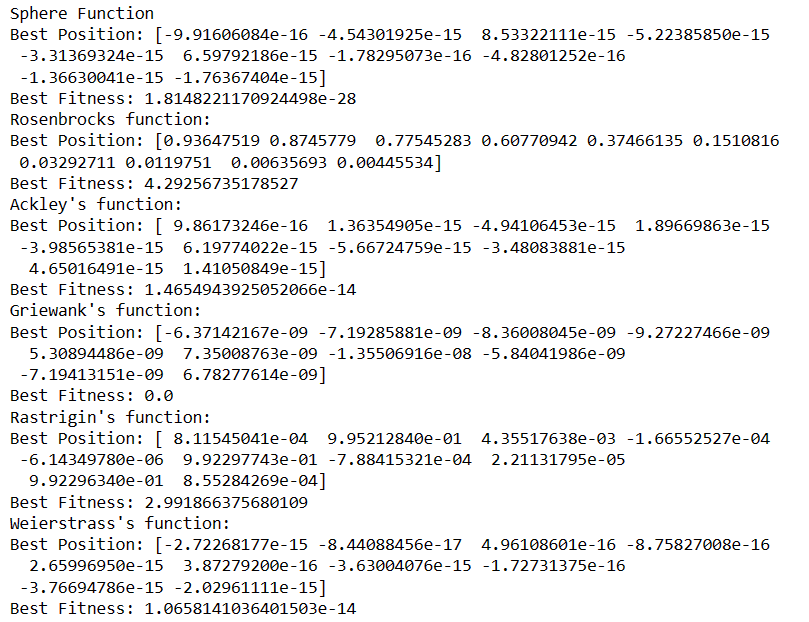 Sphere Function
Best Position: [-9.91606084e-16 -4.54301925e-15  8.53322111e-15 -5.22385850e-15
 -3.31369324e-15  6.59792186e-15 -1.78295073e-16 -4.82801252e-16
 -1.36630041e-15 -1.76367404e-15]
Best Fitness: 1.8148221170924498e-28
Rosenbrocks function:
Best Position: [0.93647519 0.8745779  0.77545283 0.60770942 0.37466135 0.1510816
 0.03292711 0.0119751  0.00635693 0.00445534]
Best Fitness: 4.29256735178527
Ackley's function:
Best Position: [ 9.86173246e-16  1.36354905e-15 -4.94106453e-15  1.89669863e-15
 -3.98565381e-15  6.19774022e-15 -5.66724759e-15 -3.48083881e-15
  4.65016491e-15  1.41050849e-15]
Best Fitness: 1.4654943925052066e-14
Griewank's function:
Best Position: [-6.37142167e-09 -7.19285881e-09 -8.36008045e-09 -9.27227466e-09
  5.30894486e-09  7.35008763e-09 -1.35506916e-08 -5.84041986e-09
 -7.19413151e-09  6.78277614e-09]
Best Fitness: 0.0
Rastrigin's function:
Best Position: [ 8.11545041e-04  9.95212840e-01  4.35517638e-03 -1.66552527e-04
 -6.14349780e-06  9.92297743e-01 -7.88415321e-04  2.21131795e-05
  9.92296340e-01  8.55284269e-04]
Best Fitness: 2.991866375680109
Weierstrass's function:
Best Position: [-2.72268177e-15 -8.44088456e-17  4.96108601e-16 -8.75827008e-16
  2.65996950e-15  3.87279200e-16 -3.63004076e-15 -1.72731375e-16
 -3.76694786e-15 -2.02961111e-15]
Best Fitness: 1.0658141036401503e-14